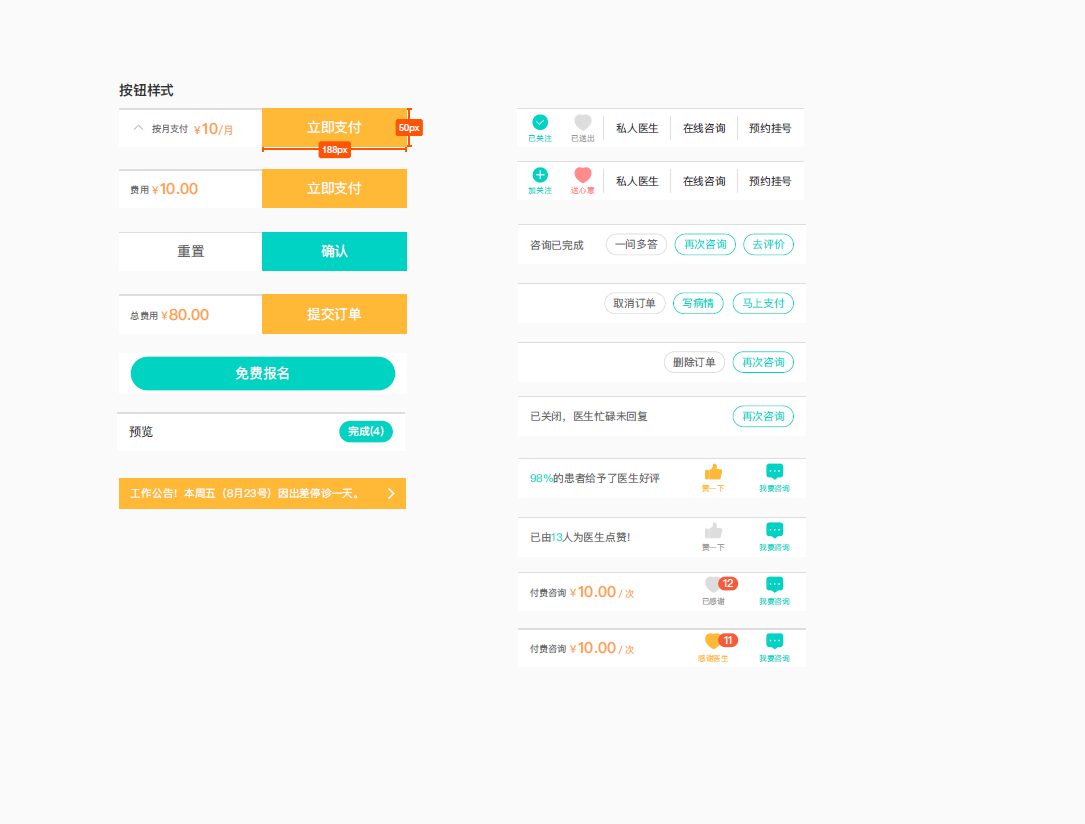 按钮样式
按月支付 ¥10/月 立即支付 50px
188px
费用 ¥10.00 立即支付
重置 确认
总费用 ¥80.00 提交订单
免费报名
预览 完成(4)
工作公告！本周五（8月23号）因出差停诊一天。
已关注 已送出 私人医生 在线咨询 预约挂号
加关注 送心意 私人医生 在线咨询 预约挂号
咨询已完成 一问多答 再次咨询 去评价
取消订单 写病情 马上支付
删除订单 再次咨询
已关闭，医生忙碌未回复 再次咨询
98%的患者给予了医生好评 赞一下 我要咨询
已由13人为医生点赞！ 赞一下 我要咨询
付费咨询 ¥10.00 / 次 12 已感谢 我要咨询
付费咨询 ¥10.00 / 次 11 感谢医生 我要咨询